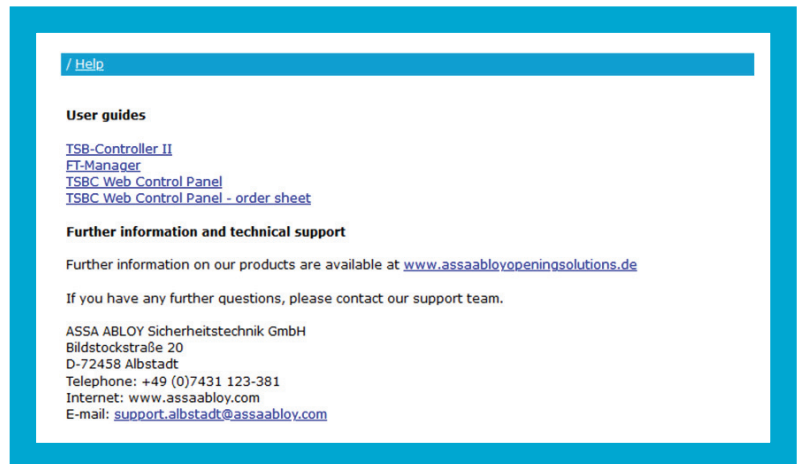 / Help
User guides
TSB-Controller II
FT-Manager
TSBC Web Control Panel
TSBC Web Control Panel - order sheet
Further information and technical support
Further information on our products are available at www.assaabloyopeningsolutions.de
If you have any further questions, please contact our support team.
ASSA ABLOY Sicherheitstechnik GmbH
Bildstockstraße 20
D-72458 Albstadt
Telephone: +49 (0)7431 123-381
Internet: www.assaabloy.com
E-mail: support.albstadt@assaabloy.com